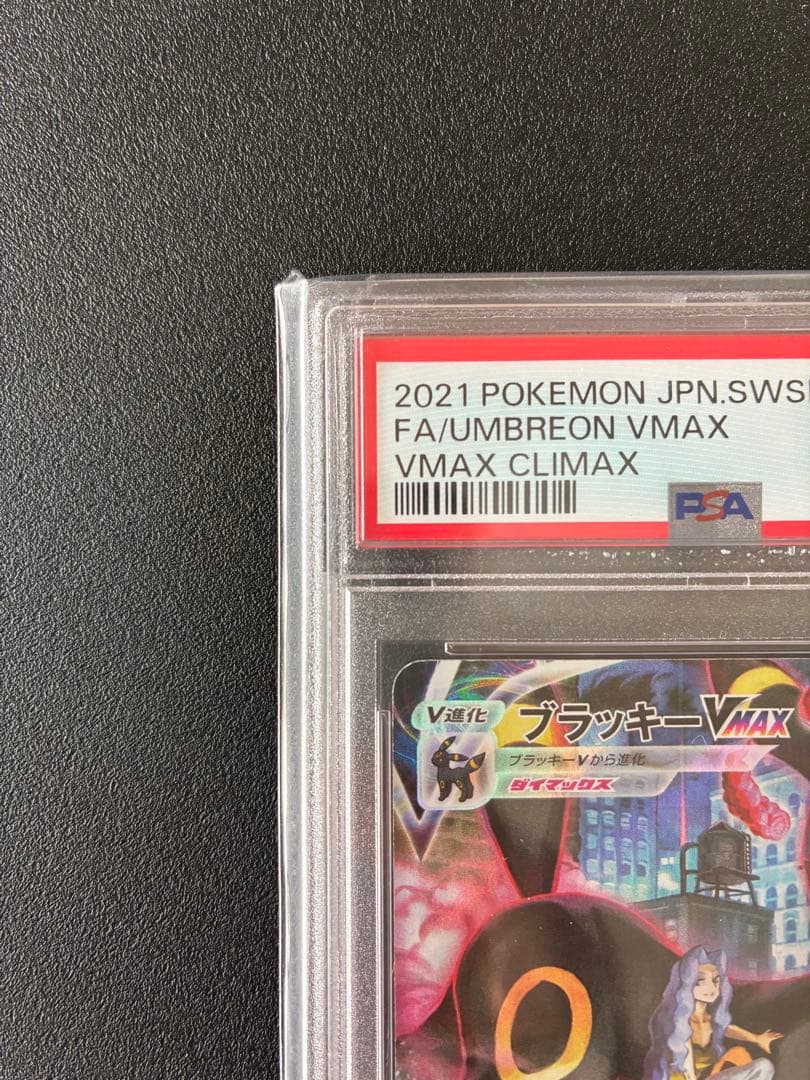 2021 POKEMON JPN.SWS
FA/UMBREON VMAX
VMAX CLIMAX
PSA
V進化
ブラッキーVMAX
ブラッキーVから進化
ダイマックス